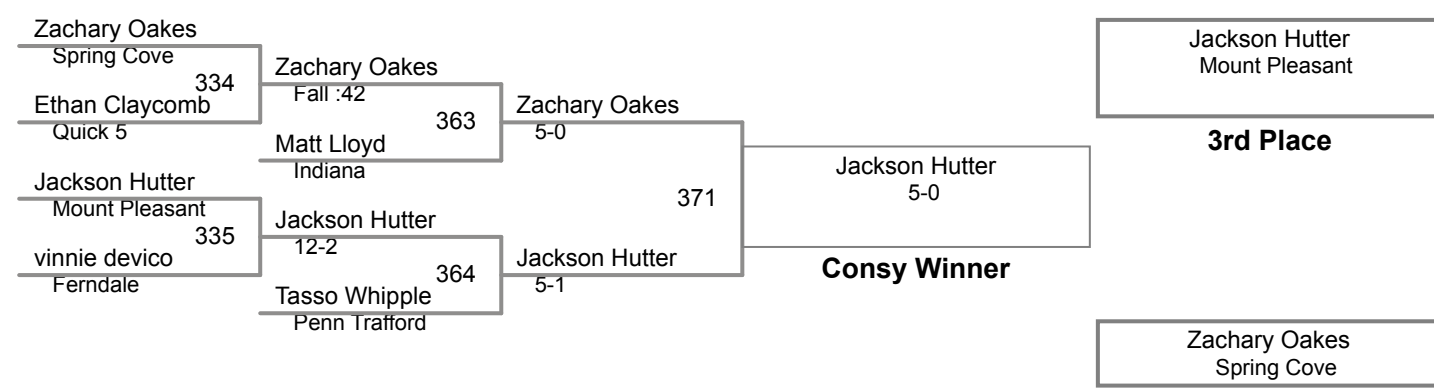 Zachary Oakes
Spring Cove
334
Ethan Claycomb
Quick 5
Jackson Hutter
Mount Pleasant
335
vinnie devico
Ferndale
Zachary Oakes
Fall :42
363
Matt Lloyd
Indiana
Jackson Hutter
12-2
364
Tasso Whipple
Penn Trafford
Zachary Oakes
5-0
371
Jackson Hutter
5-1
Jackson Hutter
5-0
Consy Winner
Jackson Hutter
Mount Pleasant
3rd Place
Zachary Oakes
Spring Cove